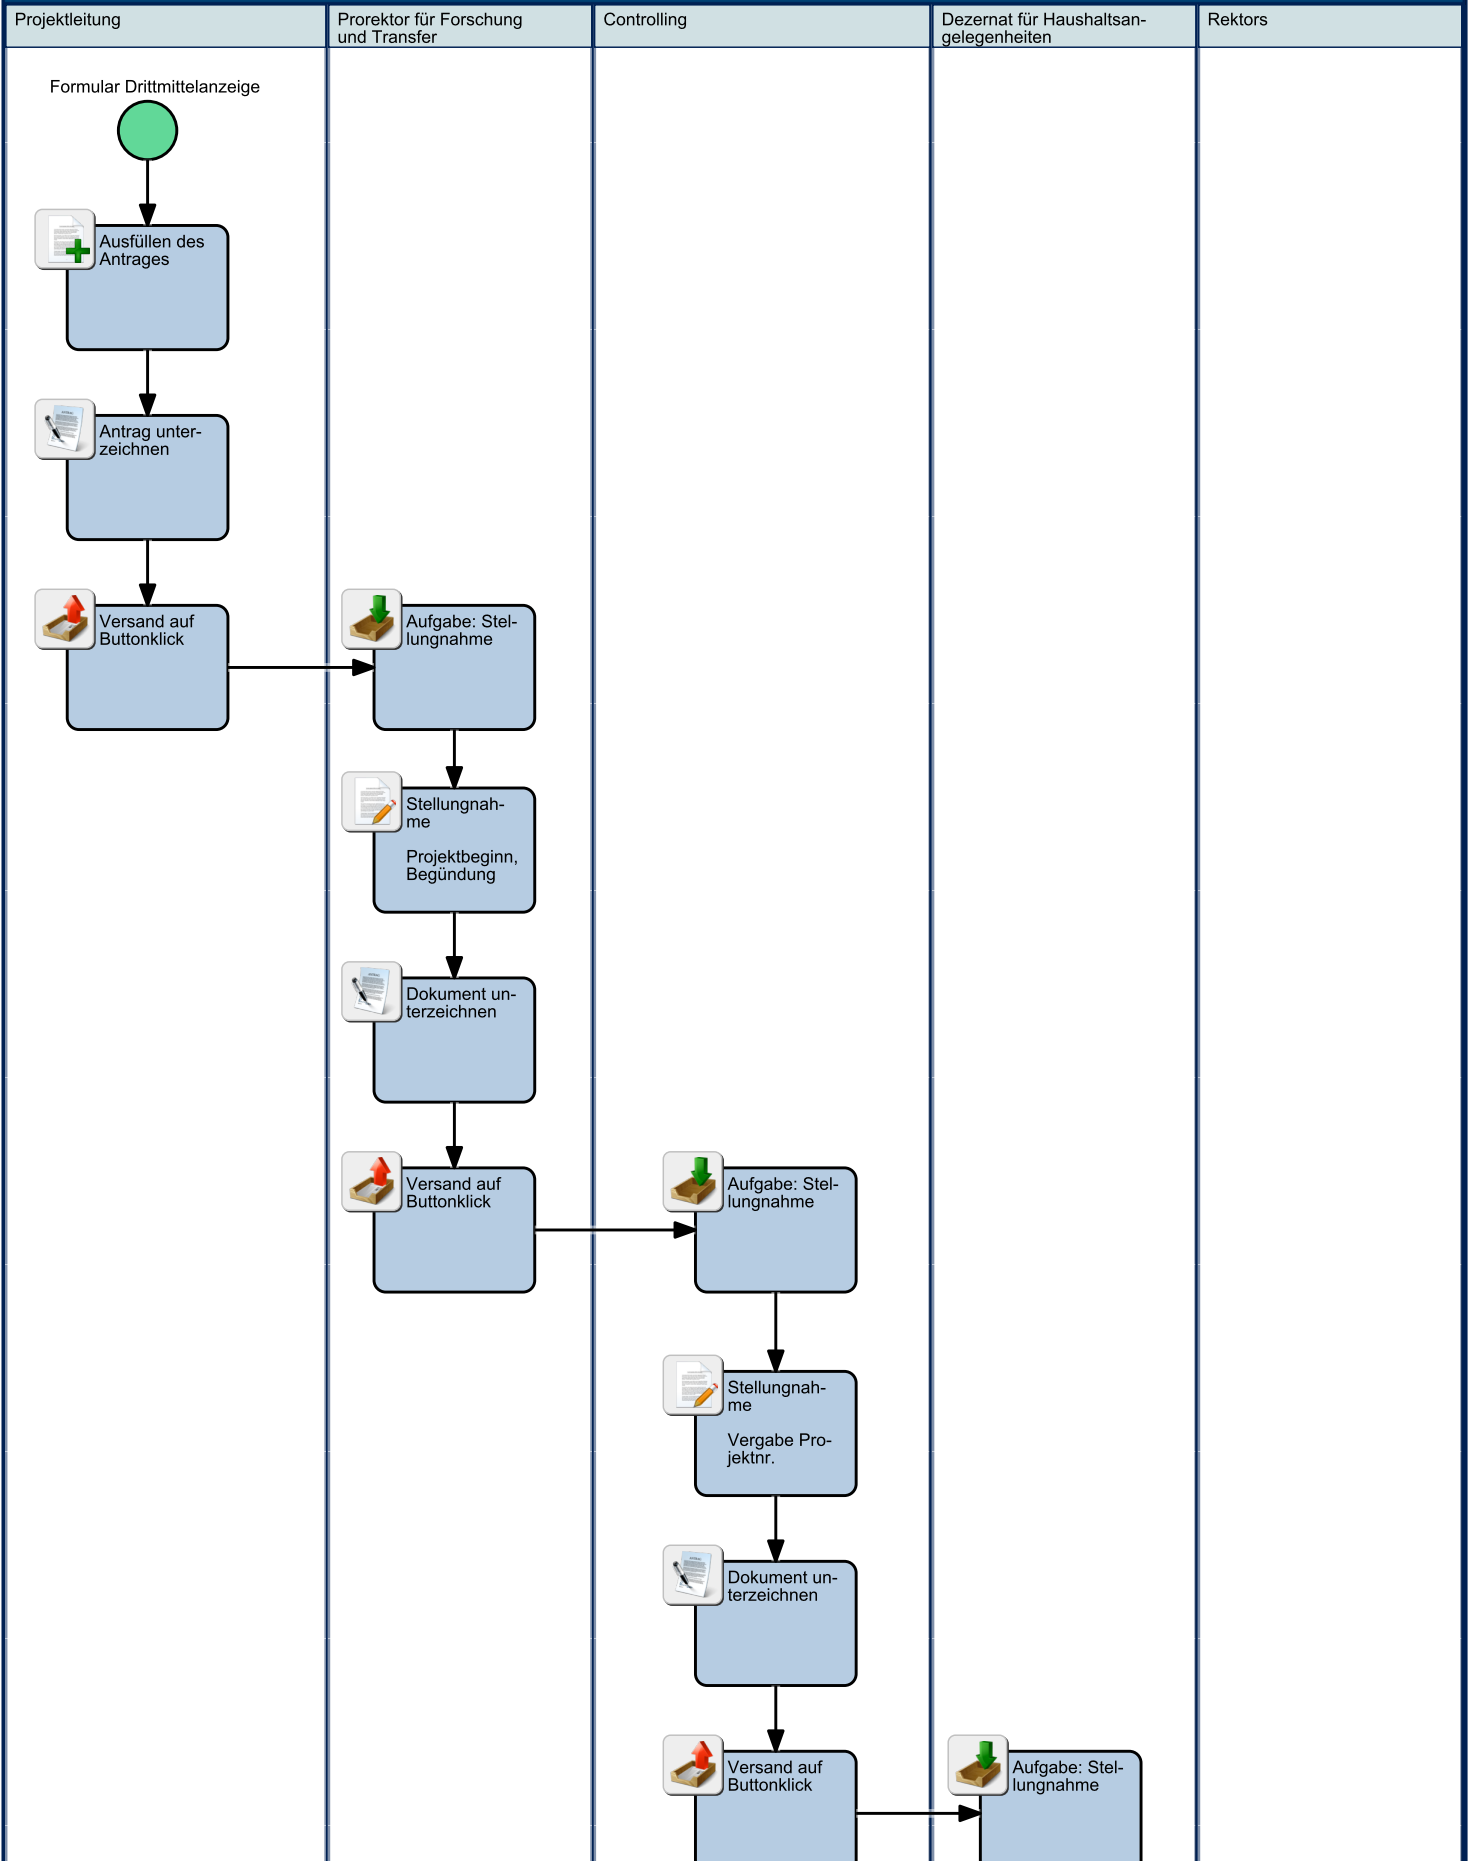 Projektleitung
Prorektor für Forschung
und Transfer
Controlling
Dezernat für Haushaltsan-
gelegenheiten
Rektors
Formular Drittmittelanzeige
Ausfüllen des
Antrages
Antrag unter-
zeichnen
Versand auf
Buttonklick
Aufgabe: Stel-
lungnahme
Stellungnah-
me
Projektbeginn,
Begündung
Dokument un-
terzeichnen
Versand auf
Buttonklick
Aufgabe: Stel-
lungnahme
Stellungnah-
me
Vergabe Pro-
jektnr.
Dokument un-
terzeichnen
Versand auf
Buttonklick
Aufgabe: Stel-
lungnahme